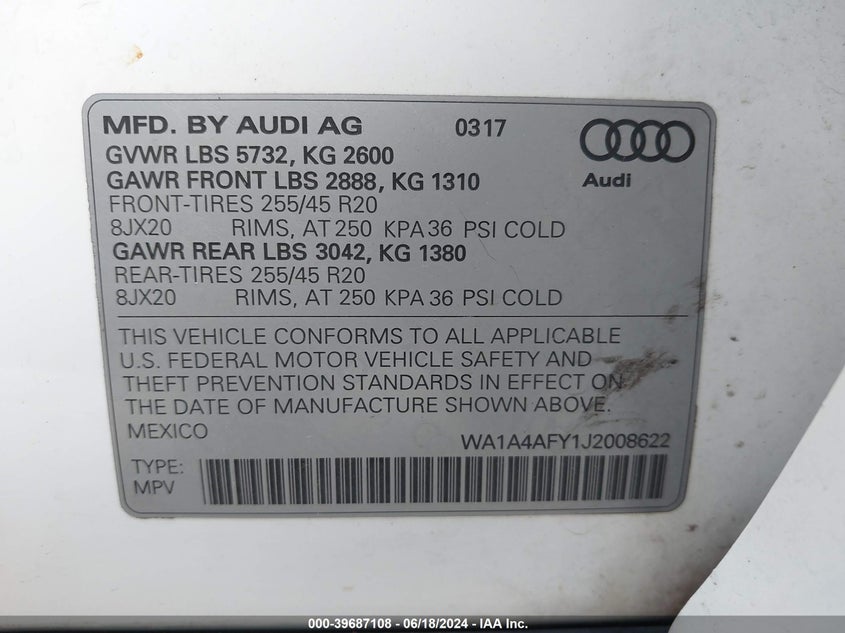 MFD. BY AUDI AG 0317
GVWR LBS 5732, KG 2600
GAWR FRONT LBS 2888, KG 1310
Audi
FRONT-TIRES 255/45 R20
8JX20 RIMS, AT 250 KPA 36 PSI COLD
GAWR REAR LBS 3042, KG 1380
REAR-TIRES 255/45 R20
8JX20 RIMS, AT 250 KPA 36 PSI COLD
THIS VEHICLE CONFORMS TO ALL APPLICABLE
U.S. FEDERAL MOTOR VEHICLE SAFETY AND
THEFT PREVENTION STANDARDS IN EFFECT ON
THE DATE OF MANUFACTURE SHOWN ABOVE.
MEXICO WA1A4AFY1J2008622
TYPE:
MPV
000-39687108 - 06/18/2024 - IAA Inc.